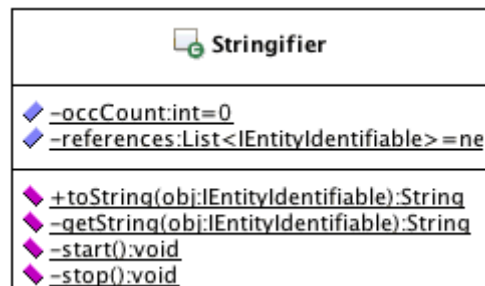 Stringifier
-occCount:int=0
-references:List<IEntityIdentifiable>=ne
+toString(obj:IEntityIdentifiable):String
-getString(obj:IEntityIdentifiable):String
-start():void
-stop():void